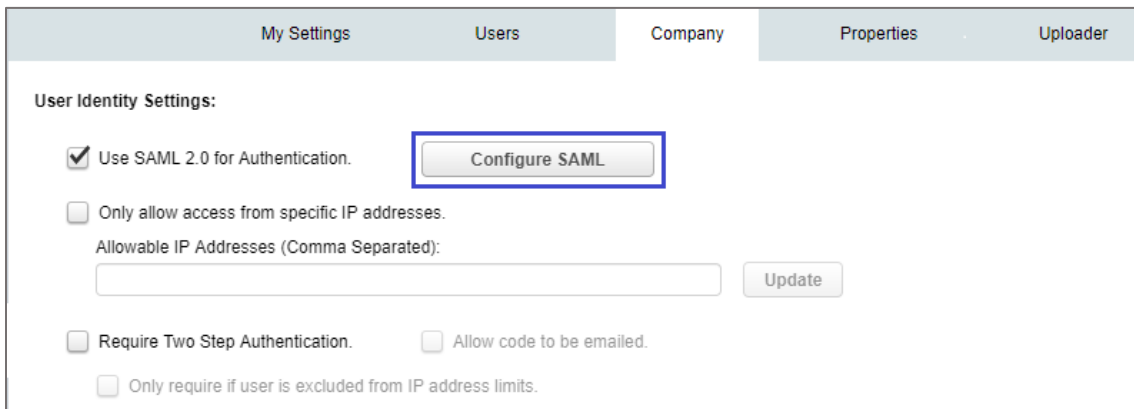 My Settings Users Company Properties Uploader
User Identity Settings:
Use SAML 2.0 for Authentication. Configure SAML
Only allow access from specific IP addresses.
Allowable IP Addresses (Comma Separated):
Update
Require Two Step Authentication. Allow code to be emailed.
Only require if user is excluded from IP address limits.